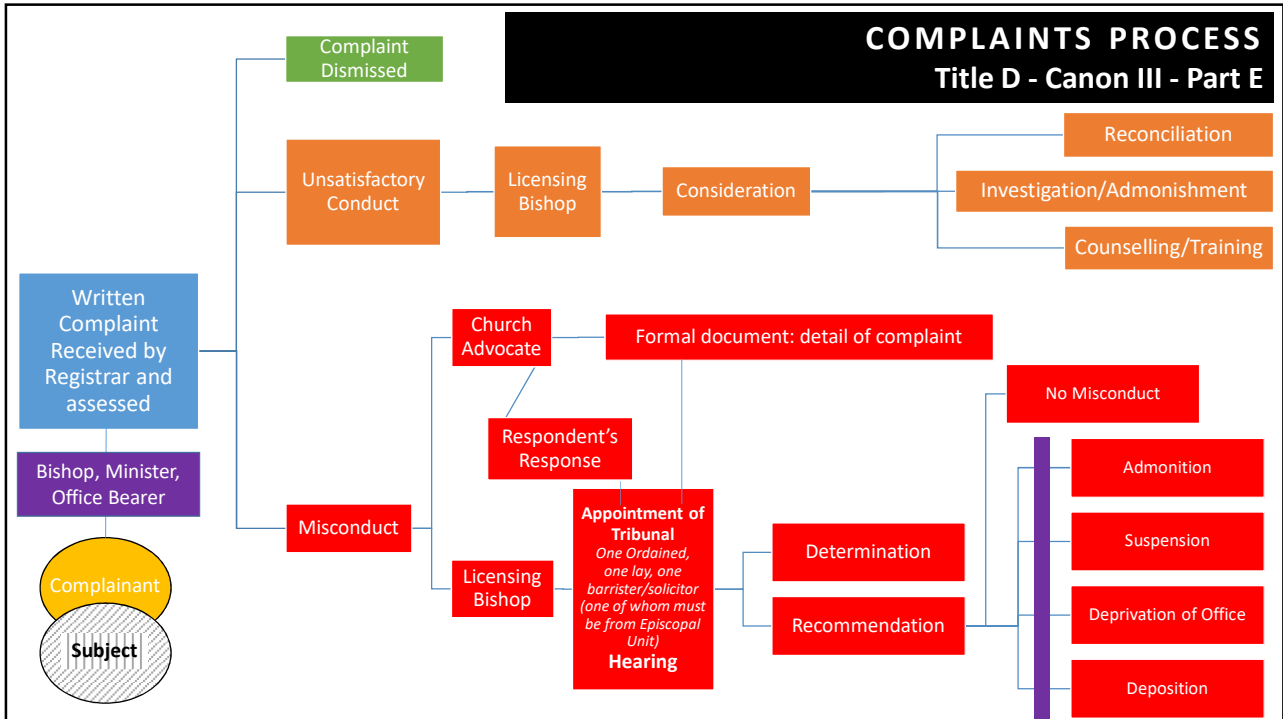 COMPLAINTS PROCESS
Title D - Canon III - Part E
Complaint
Dismissed
Unsatisfactory
Conduct
Licensing
Bishop
Consideration
Reconciliation
Investigation/Admonishment
Counselling/Training
Written
Complaint
Received by
Registrar and
assessed
Bishop, Minister,
Office Bearer
Complainant
Subject
Misconduct
Church
Advocate
Formal document: detail of complaint
Respondent's
Response
Licensing
Bishop
Appointment of
Tribunal
One Ordained,
one lay, one
barrister/solicitor
(one of whom must
be from Episcopal
Unit)
Hearing
Determination
Recommendation
No Misconduct
Admonition
Suspension
Deprivation of Office
Deposition